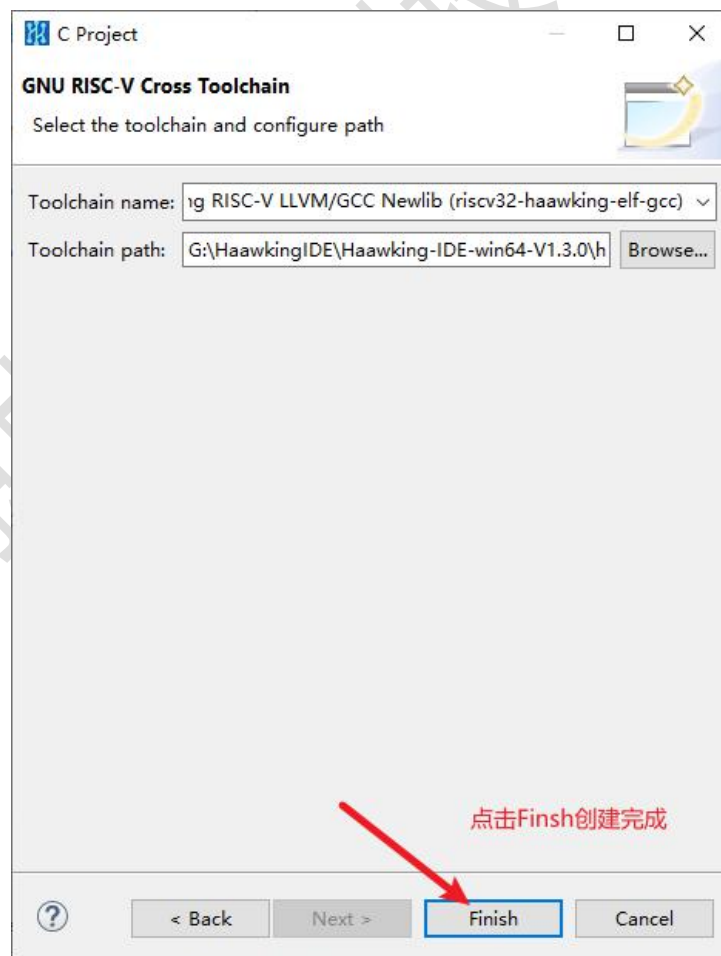 C Project
GNU RISC-V Cross Toolchain
Select the toolchain and configure path
Toolchain name: ng RISC-V LLVM/GCC Newlib (riscv32-haawking-elf-gcc)
Toolchain path: G:\HaawkingIDE\Haawking-IDE-win64-V1.3.0\h Browse...
点击Finsh创建完成
< Back Next > Finish Cancel